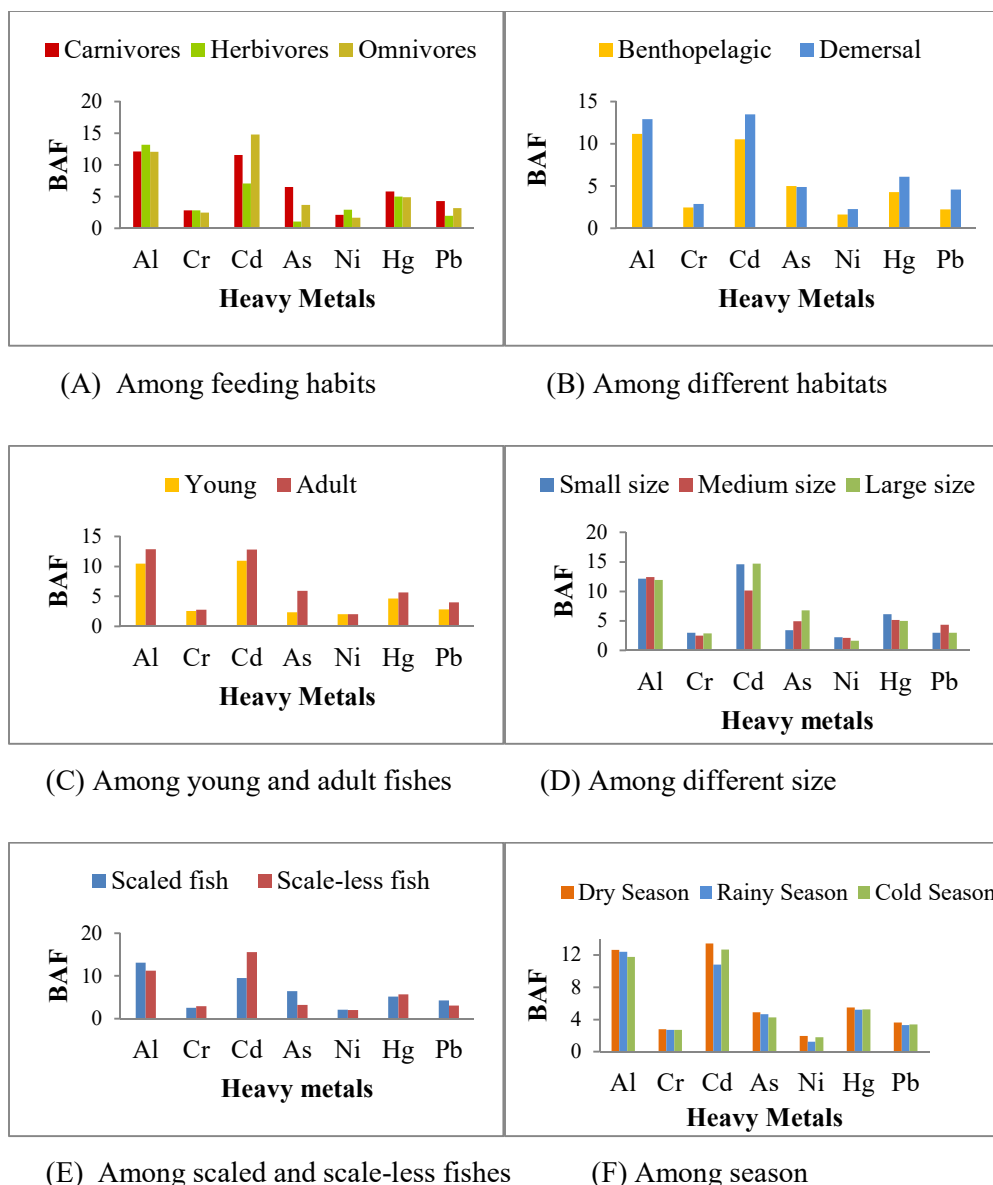 Carnivores Herbivores Omnivores
20
15
10
5
0
BAF
Al Cr Cd As Ni Hg Pb
Heavy Metals
(A) Among feeding habits
Benthopelagic Demersal
15
10
5
0
BAF
Al Cr Cd As Ni Hg Pb
Heavy Metals
(B) Among different habitats
Young Adult
15
10
5
0
BAF
Al Cr Cd As Ni Hg Pb
Heavy Metals
(C) Among young and adult fishes
Small size Medium size Large size
20
15
10
5
0
BAF
Al Cr Cd As Ni Hg Pb
Heavy metals
(D) Among different size
Scaled fish Scale-less fish
20
10
0
BAF
Al Cr Cd As Ni Hg Pb
Heavy metals
(E) Among scaled and scale-less fishes
Dry Season Rainy Season Cold Season
12
8
4
0
BAF
Al Cr Cd As Ni Hg Pb
Heavy Metals
(F) Among season